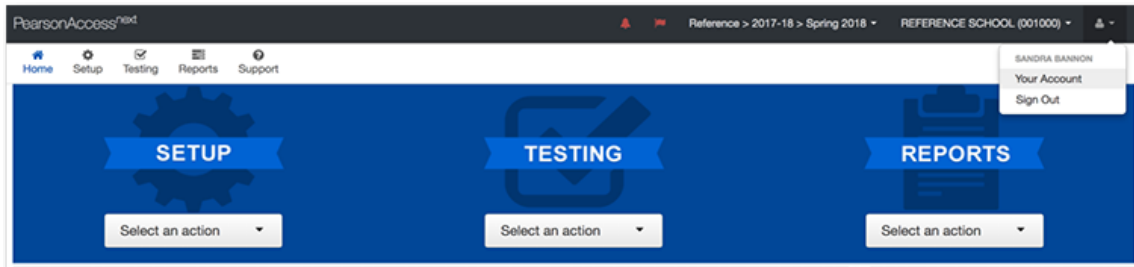 PearsonAccessnext
Reference > 2017-18 > Spring 2018
REFERENCE SCHOOL (001000)
Home Setup Testing Reports Support
SANDRA BANNON
Your Account
Sign Out
SETUP TESTING REPORTS
Select an action Select an action Select an action